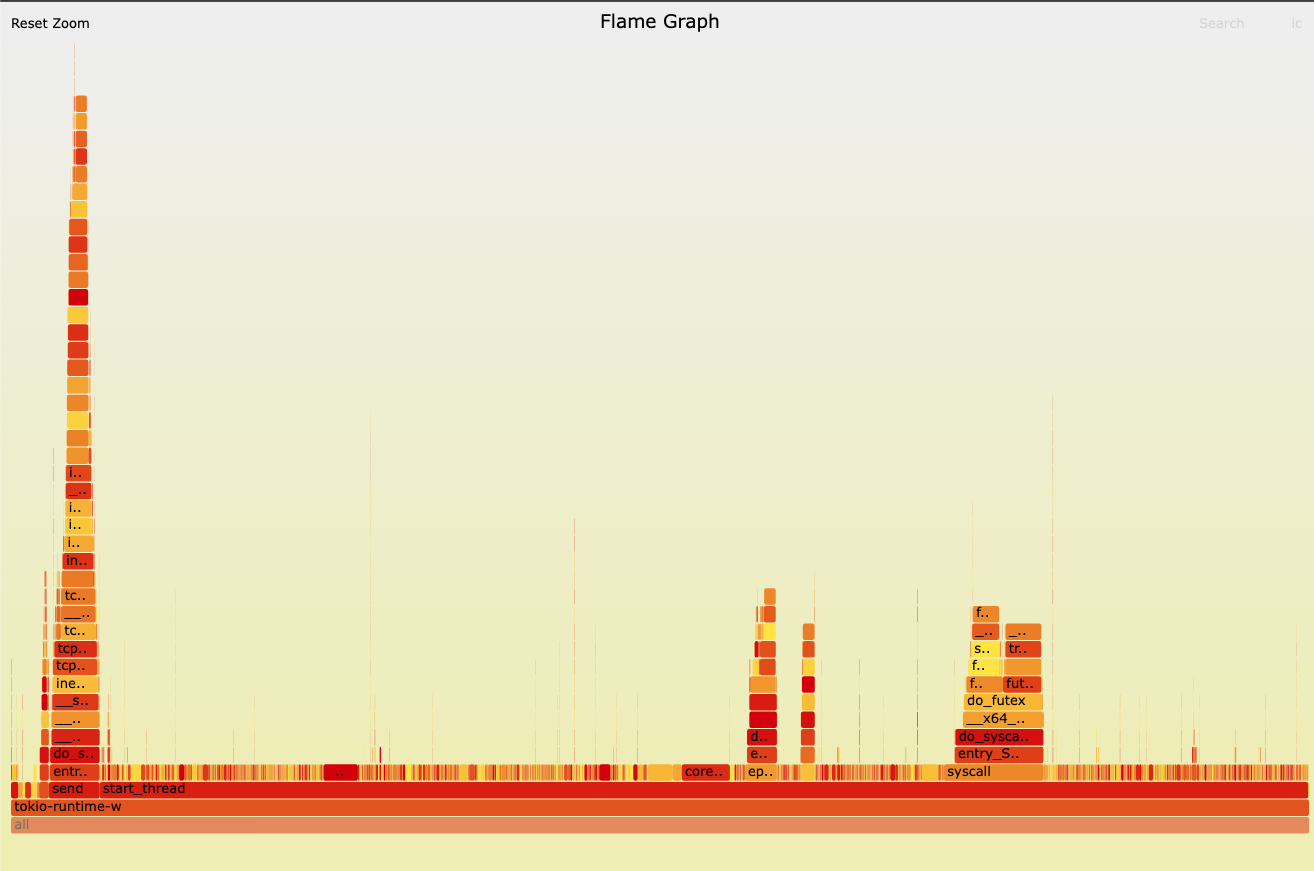 Reset Zoom Flame Graph Search ic
i..
_..
i..
i..
i..
in..
tc..
__.. f..
tc.. _.. _..
tcp.. s.. tr..
tcp.. f..
ine.. f.. fut..
__s.. do_futex
__.. __x64_..
__.. d.. do_sysca..
do_s.. e.. entry_S..
entr.. _.. core.. ep.. syscall
send start_thread
tokio-runtime-w
all